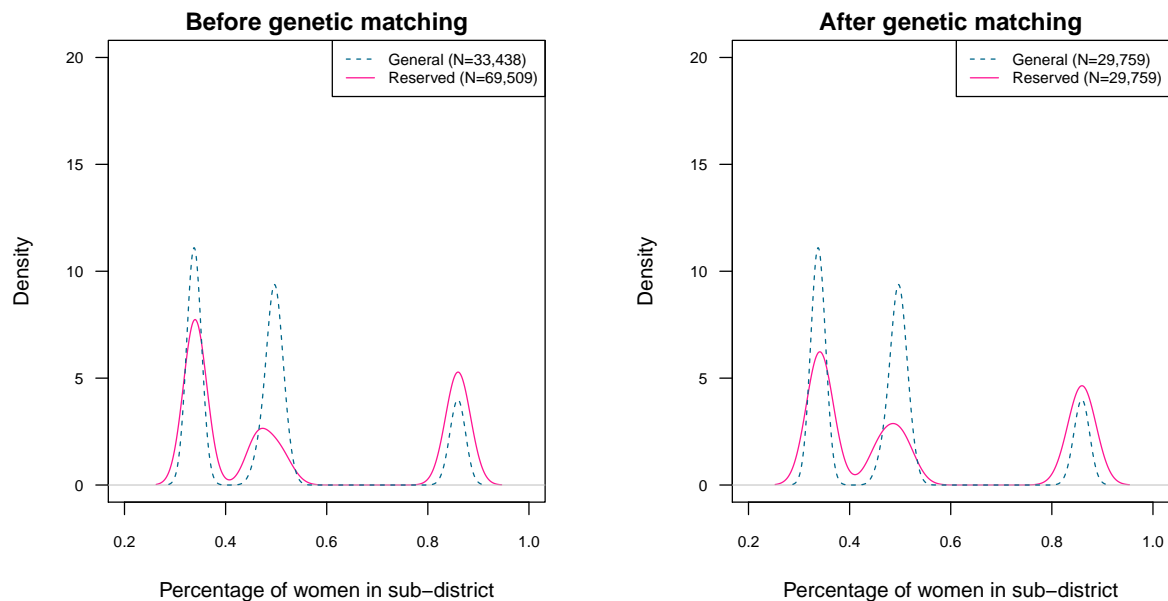 Before genetic matching
General (N=33,438)
Reserved (N=69,509)
20
15
10
5
0
Density
0.2 0.4 0.6 0.8 1.0
Percentage of women in sub−district
After genetic matching
General (N=29,759)
Reserved (N=29,759)
20
15
10
5
0
Density
0.2 0.4 0.6 0.8 1.0
Percentage of women in sub−district